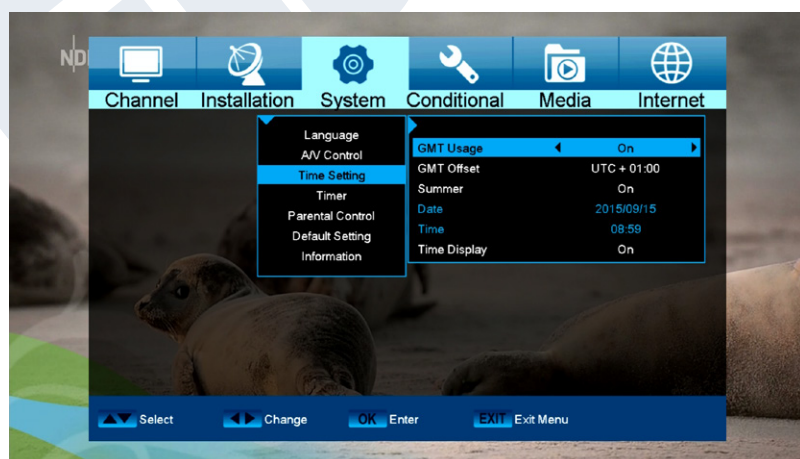 ND
Channel Installation System Conditional Media Internet
Language
A/V Control
Time Setting
Timer
Parental Control
Default Setting
Information
GMT Usage On
GMT Offset UTC + 01:00
Summer On
Date 2015/09/15
Time 08:59
Time Display On
Select Change OK Enter EXIT Exit Menu